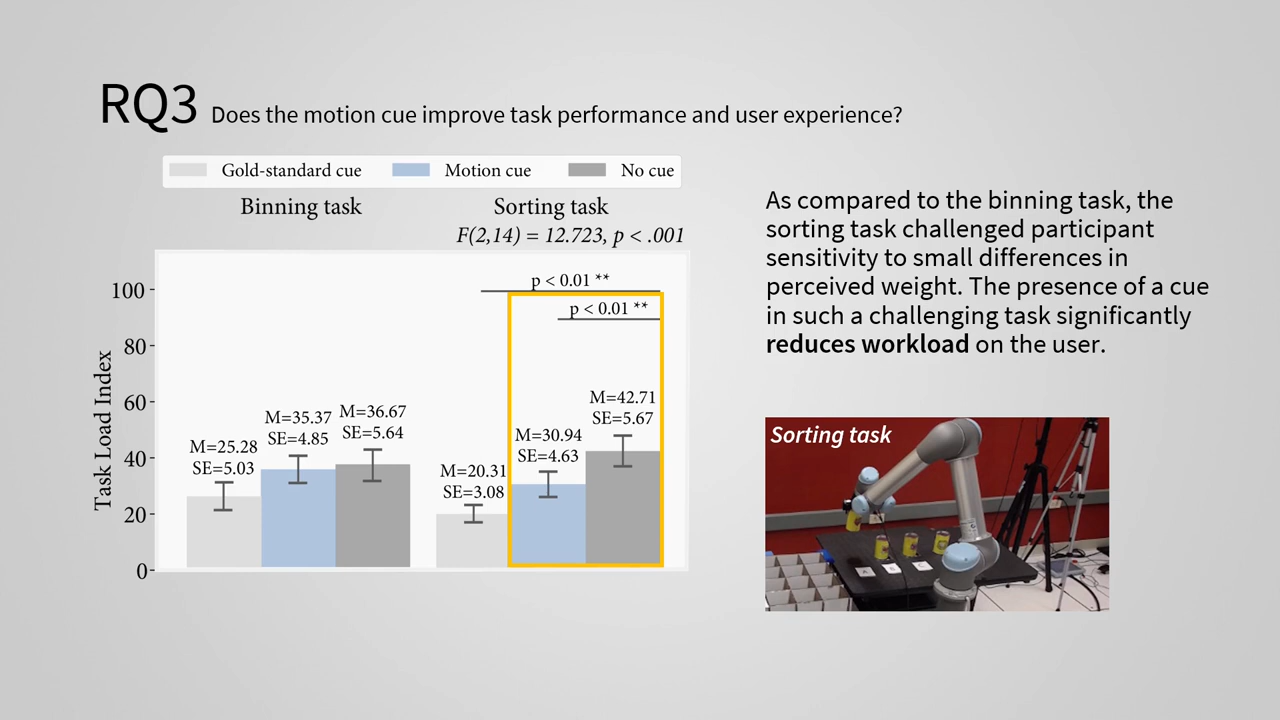 RQ3 Does the motion cue improve task performance and user experience?
Gold-standard cue Motion cue No cue
Binning task
Sorting task
F(2,14) = 12.723, p < .001
Task Load Index
100
80
60
40
20
0
p < 0.01 **
p < 0.01 **
M=25.28
SE=5.03
M=35.37
SE=4.85
M=36.67
SE=5.64
M=20.31
SE=3.08
M=30.94
SE=4.63
M=42.71
SE=5.67
As compared to the binning task, the
sorting task challenged participant
sensitivity to small differences in
perceived weight. The presence of a cue
in such a challenging task significantly
reduces workload on the user.
Sorting task